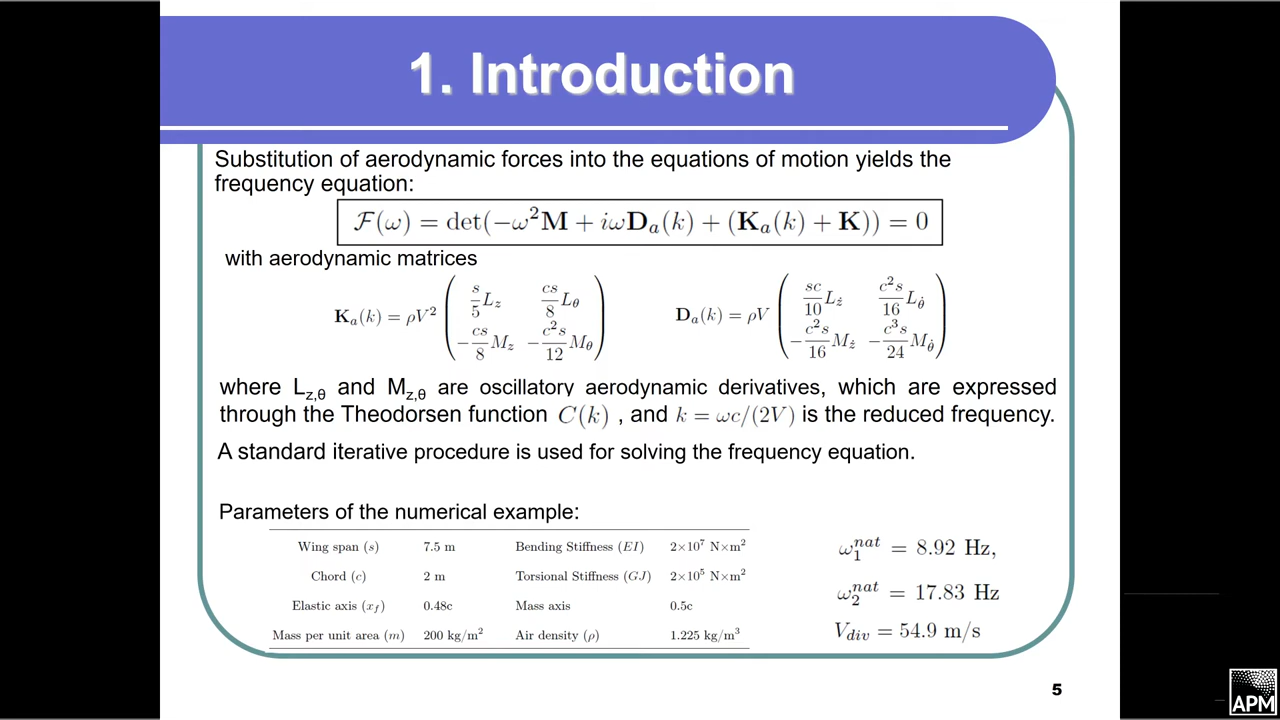 1. Introduction
Substitution of aerodynamic forces into the equations of motion yields the
frequency equation:
𝓕(ω) = det(−ω²M + iωDₐ(k) + (Kₐ(k) + K)) = 0
with aerodynamic matrices
Kₐ(k) = ρV² ( s/5 L_z  cs/8 L_θ ; −cs/8 M_z  −c²s/12 M_θ )
Dₐ(k) = ρV ( sc/10 L_ż  c²s/16 L_θ̇ ; −c²s/16 M_ż  −c³s/24 M_θ̇ )
where L_z,θ and M_z,θ are oscillatory aerodynamic derivatives, which are expressed
through the Theodorsen function C(k) , and k = ωc/(2V) is the reduced frequency.
A standard iterative procedure is used for solving the frequency equation.
Parameters of the numerical example:
Wing span (s) 7.5 m Bending Stiffness (EI) 2×10⁷ N×m²
Chord (c) 2 m Torsional Stiffness (GJ) 2×10⁵ N×m²
Elastic axis (x_f) 0.48c Mass axis 0.5c
Mass per unit area (m) 200 kg/m² Air density (ρ) 1.225 kg/m³
ω₁ⁿᵃᵗ = 8.92 Hz,
ω₂ⁿᵃᵗ = 17.83 Hz
V_div = 54.9 m/s
5
APM